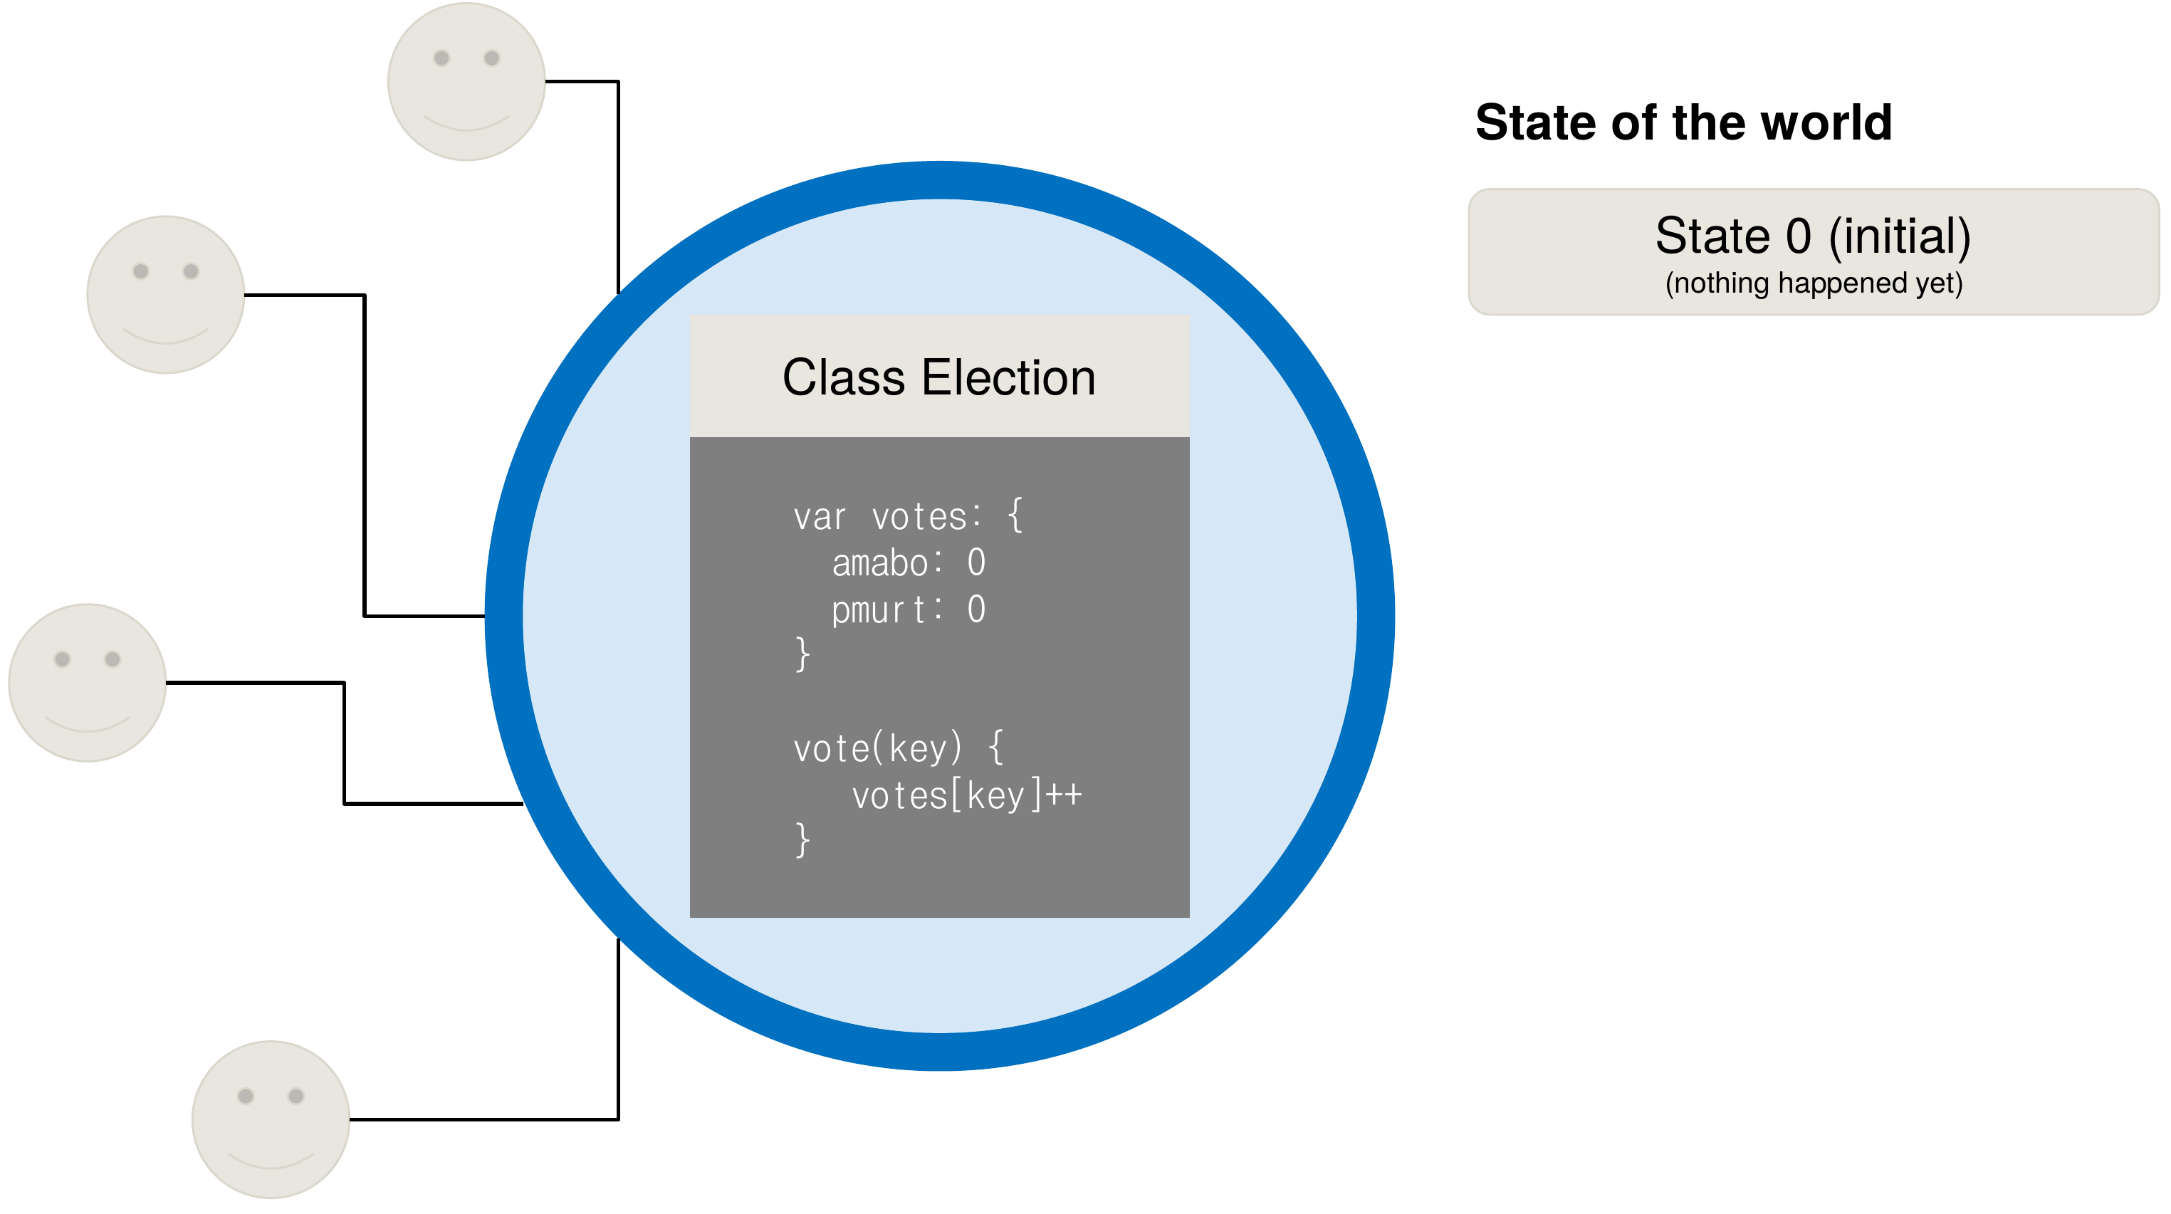 State of the world
State 0 (initial)
(nothing happened yet)
Class Election
var votes: {
  amabo: 0
  pmurt: 0
}
vote(key) {
   votes[key]++
}